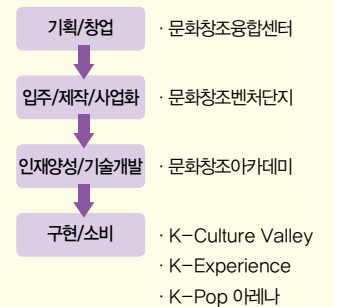 기획/창업 · 문화창조융합센터
입주/제작/사업화 · 문화창조벤처단지
인재양성/기술개발 · 문화창조아카데미
구현/소비 · K-Culture Valley
· K-Experience
· K-Pop 아레나